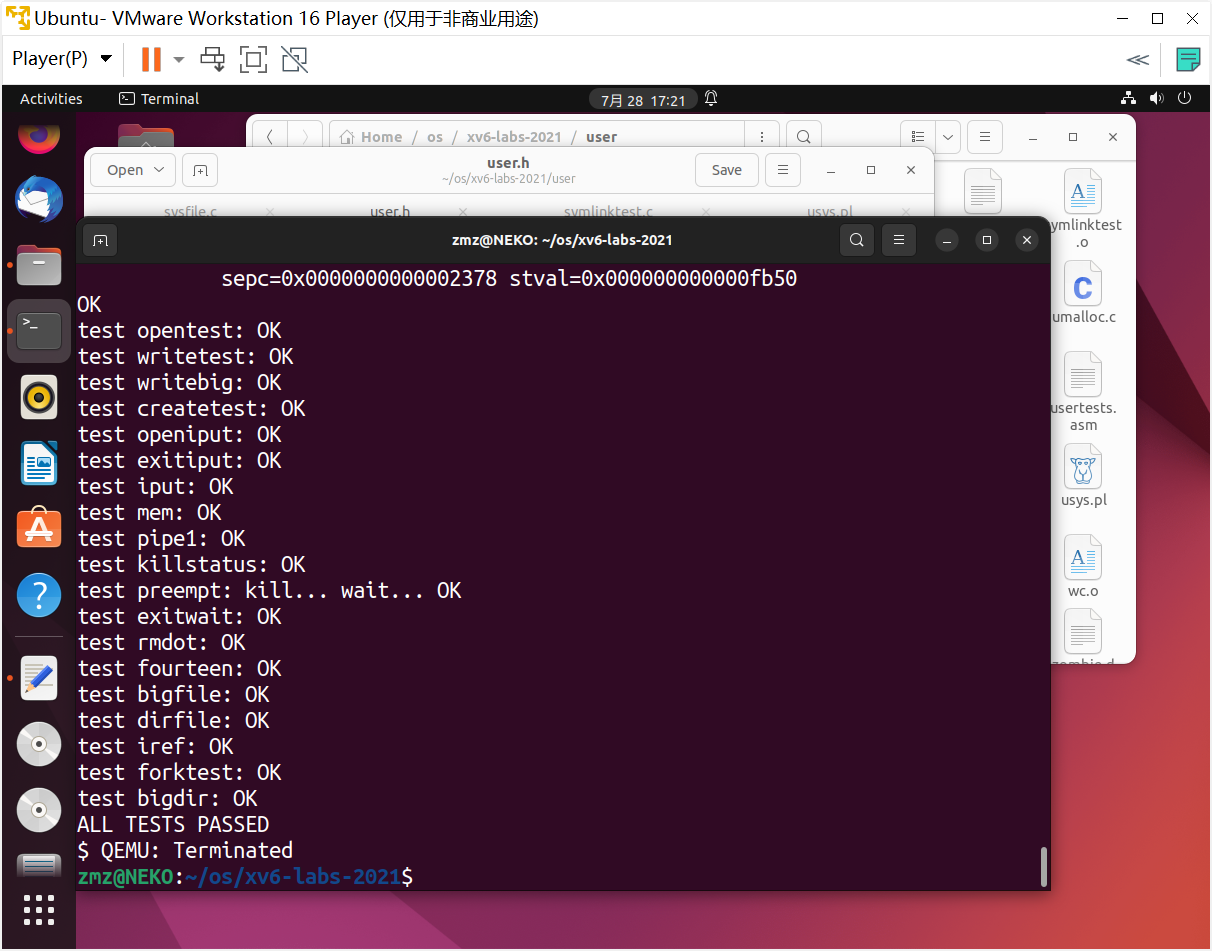 Ubuntu- VMware Workstation 16 Player (仅用于非商业用途)
Player(P)
Activities
Terminal
7月 28 17:21
Home / os / xv6-labs-2021 / user
Open
user.h
~/os/xv6-labs-2021/user
Save
sysfile.c
user.h
symlinktest.c
usys.pl
zmz@NEKO: ~/os/xv6-labs-2021
sepc=0x0000000000002378 stval=0x000000000000fb50
OK
test opentest: OK
test writetest: OK
test writebig: OK
test createtest: OK
test openiput: OK
test exitiput: OK
test iput: OK
test mem: OK
test pipe1: OK
test killstatus: OK
test preempt: kill... wait... OK
test exitwait: OK
test rmdot: OK
test fourteen: OK
test bigfile: OK
test dirfile: OK
test iref: OK
test forktest: OK
test bigdir: OK
ALL TESTS PASSED
$ QEMU: Terminated
zmz@NEKO:~/os/xv6-labs-2021$
ymlinktest
.o
umalloc.c
usertests.
asm
usys.pl
wc.o
zombie.d